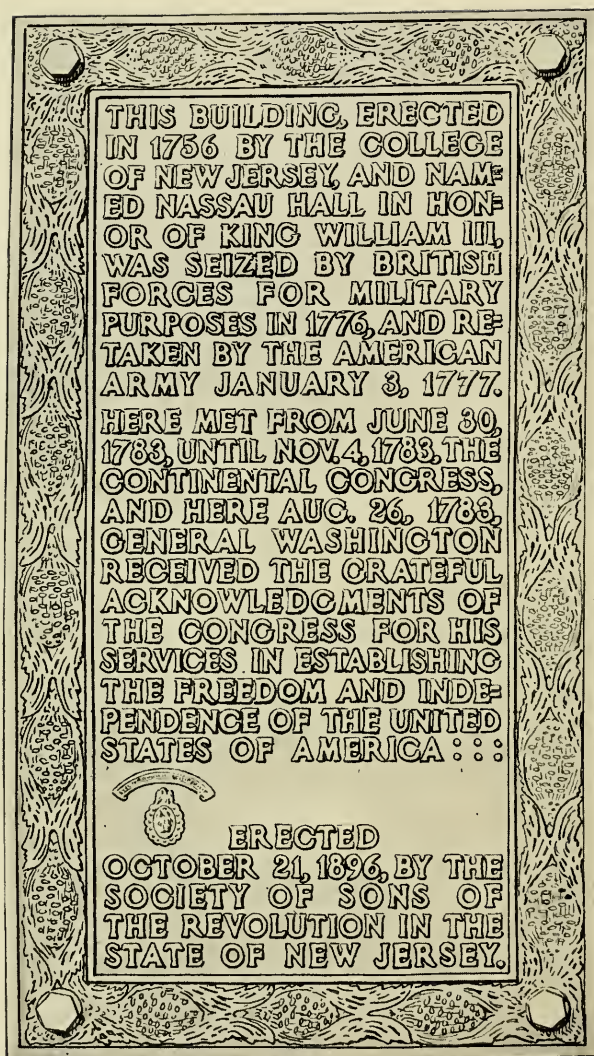 THIS BUILDING, ERECTED
IN 1756 BY THE COLLEGE
OF NEW JERSEY, AND NAM=
ED NASSAU HALL IN HON=
OR OF KING WILLIAM III,
WAS SEIZED BY BRITISH
FORCES FOR MILITARY
PURPOSES IN 1776, AND RE=
TAKEN BY THE AMERICAN
ARMY JANUARY 3, 1777.
HERE MET FROM JUNE 30,
1783, UNTIL NOV. 4, 1783, THE
CONTINENTAL CONGRESS,
AND HERE AUG. 26, 1783,
GENERAL WASHINGTON
RECEIVED THE GRATEFUL
ACKNOWLEDGMENTS OF
THE CONGRESS FOR HIS
SERVICES IN ESTABLISHING
THE FREEDOM AND INDE=
PENDENCE OF THE UNITED
STATES OF AMERICA : : :
ERECTED
OCTOBER 21, 1896, BY THE
SOCIETY OF SONS OF
THE REVOLUTION IN THE
STATE OF NEW JERSEY.